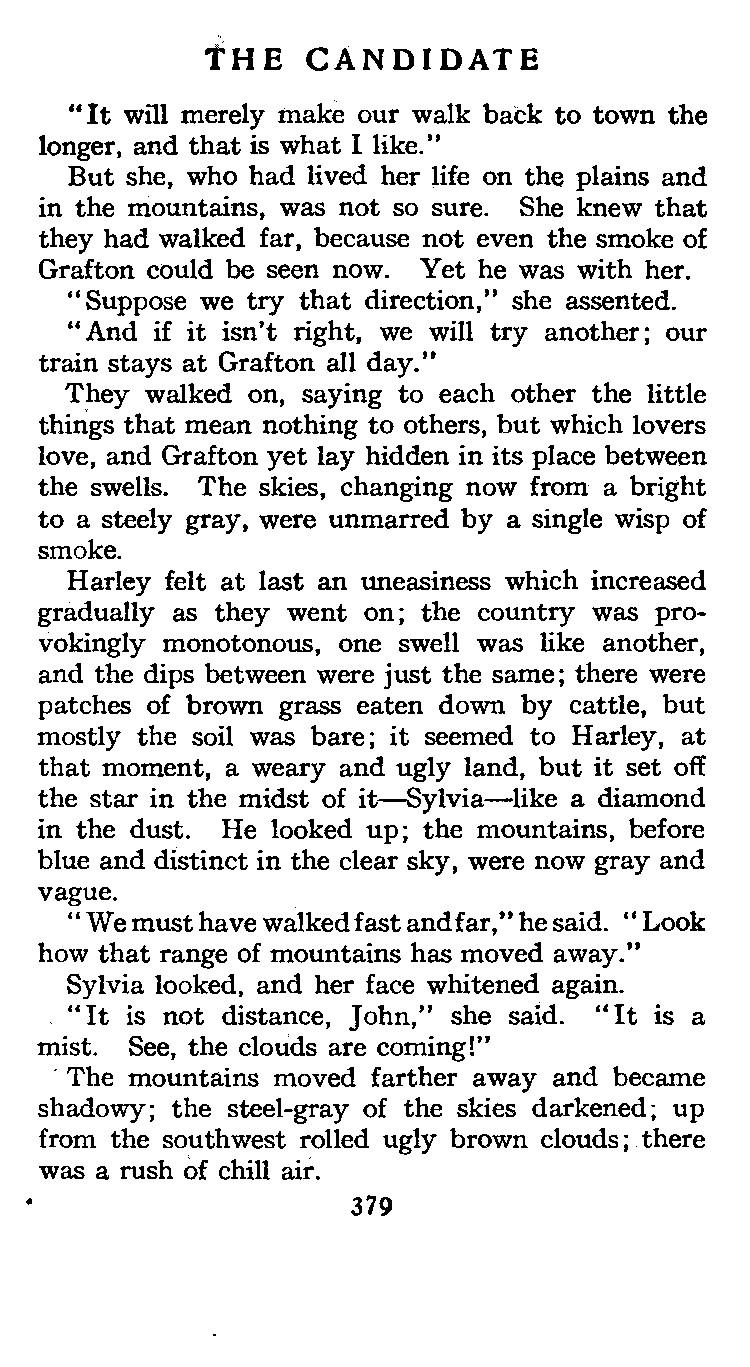 THE CANDIDATE
"It will merely make our walk back to town the
longer, and that is what I like."
But she, who had lived her life on the plains and
in the mountains, was not so sure. She knew that
they had walked far, because not even the smoke of
Grafton could be seen now. Yet he was with her.
"Suppose we try that direction," she assented.
"And if it isn't right, we will try another; our
train stays at Grafton all day."
They walked on, saying to each other the little
things that mean nothing to others, but which lovers
love, and Grafton yet lay hidden in its place between
the swells. The skies, changing now from a bright
to a steely gray, were unmarred by a single wisp of
smoke.
Harley felt at last an uneasiness which increased
gradually as they went on; the country was pro-
vokingly monotonous, one swell was like another,
and the dips between were just the same; there were
patches of brown grass eaten down by cattle, but
mostly the soil was bare; it seemed to Harley, at
that moment, a weary and ugly land, but it set off
the star in the midst of it—Sylvia—like a diamond
in the dust. He looked up; the mountains, before
blue and distinct in the clear sky, were now gray and
vague.
"We must have walked fast and far," he said. "Look
how that range of mountains has moved away."
Sylvia looked, and her face whitened again.
"It is not distance, John," she said. "It is a
mist. See, the clouds are coming!"
The mountains moved farther away and became
shadowy; the steel-gray of the skies darkened; up
from the southwest rolled ugly brown clouds; there
was a rush of chill air.
379